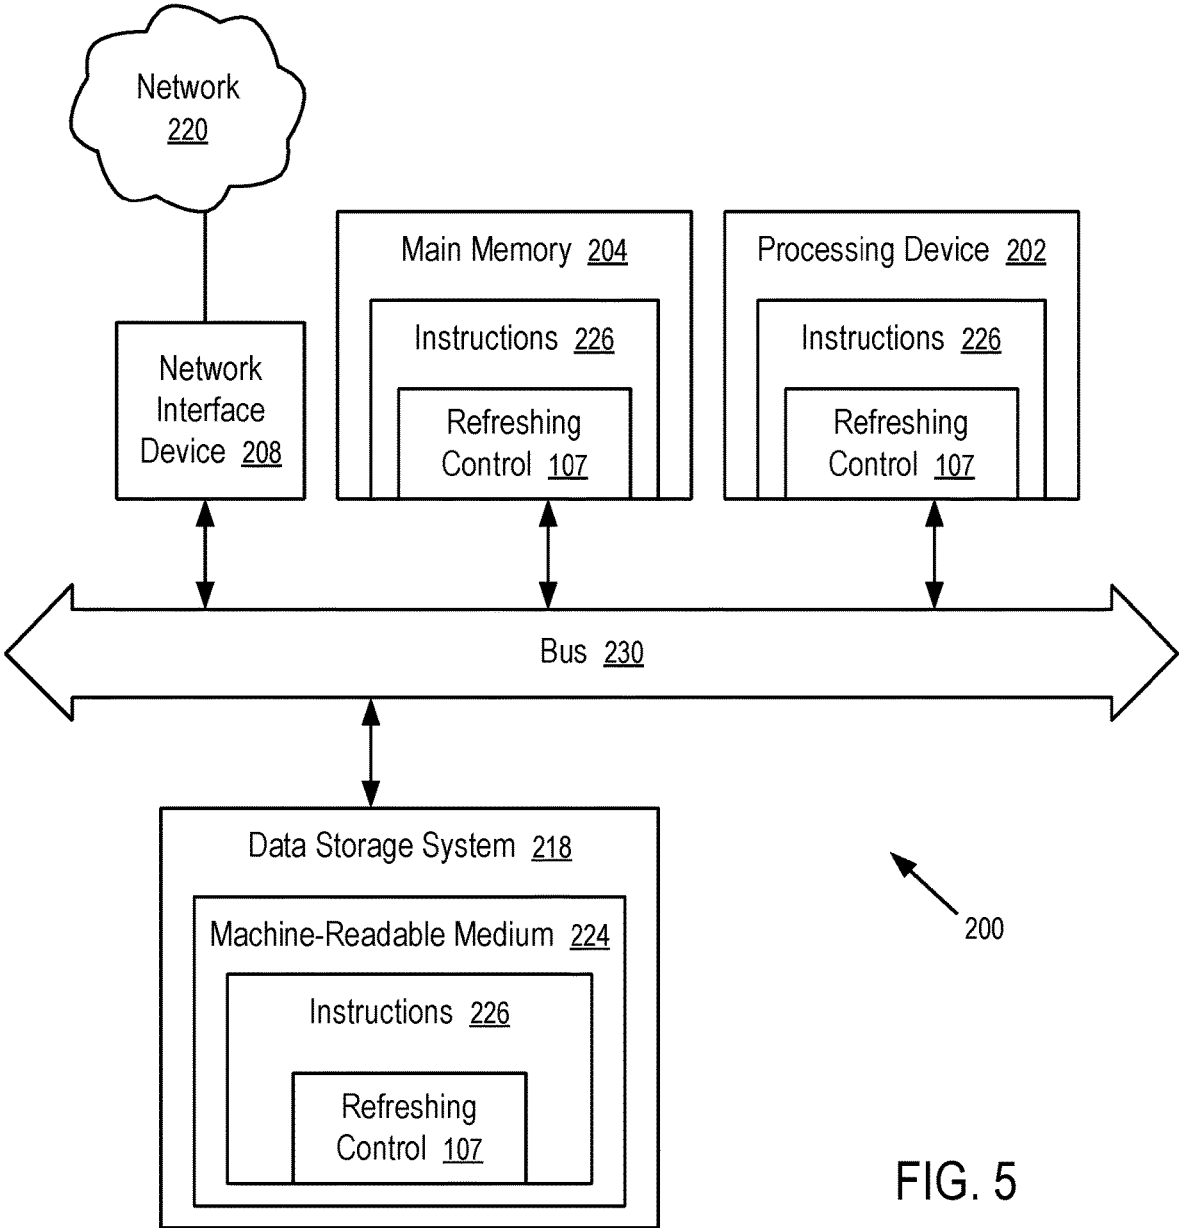 Network
220
Main Memory 204
Instructions 226
Refreshing
Control 107
Processing Device 202
Instructions 226
Refreshing
Control 107
Network
Interface
Device 208
Bus 230
Data Storage System 218
Machine-Readable Medium 224
Instructions 226
Refreshing
Control 107
200
FIG. 5